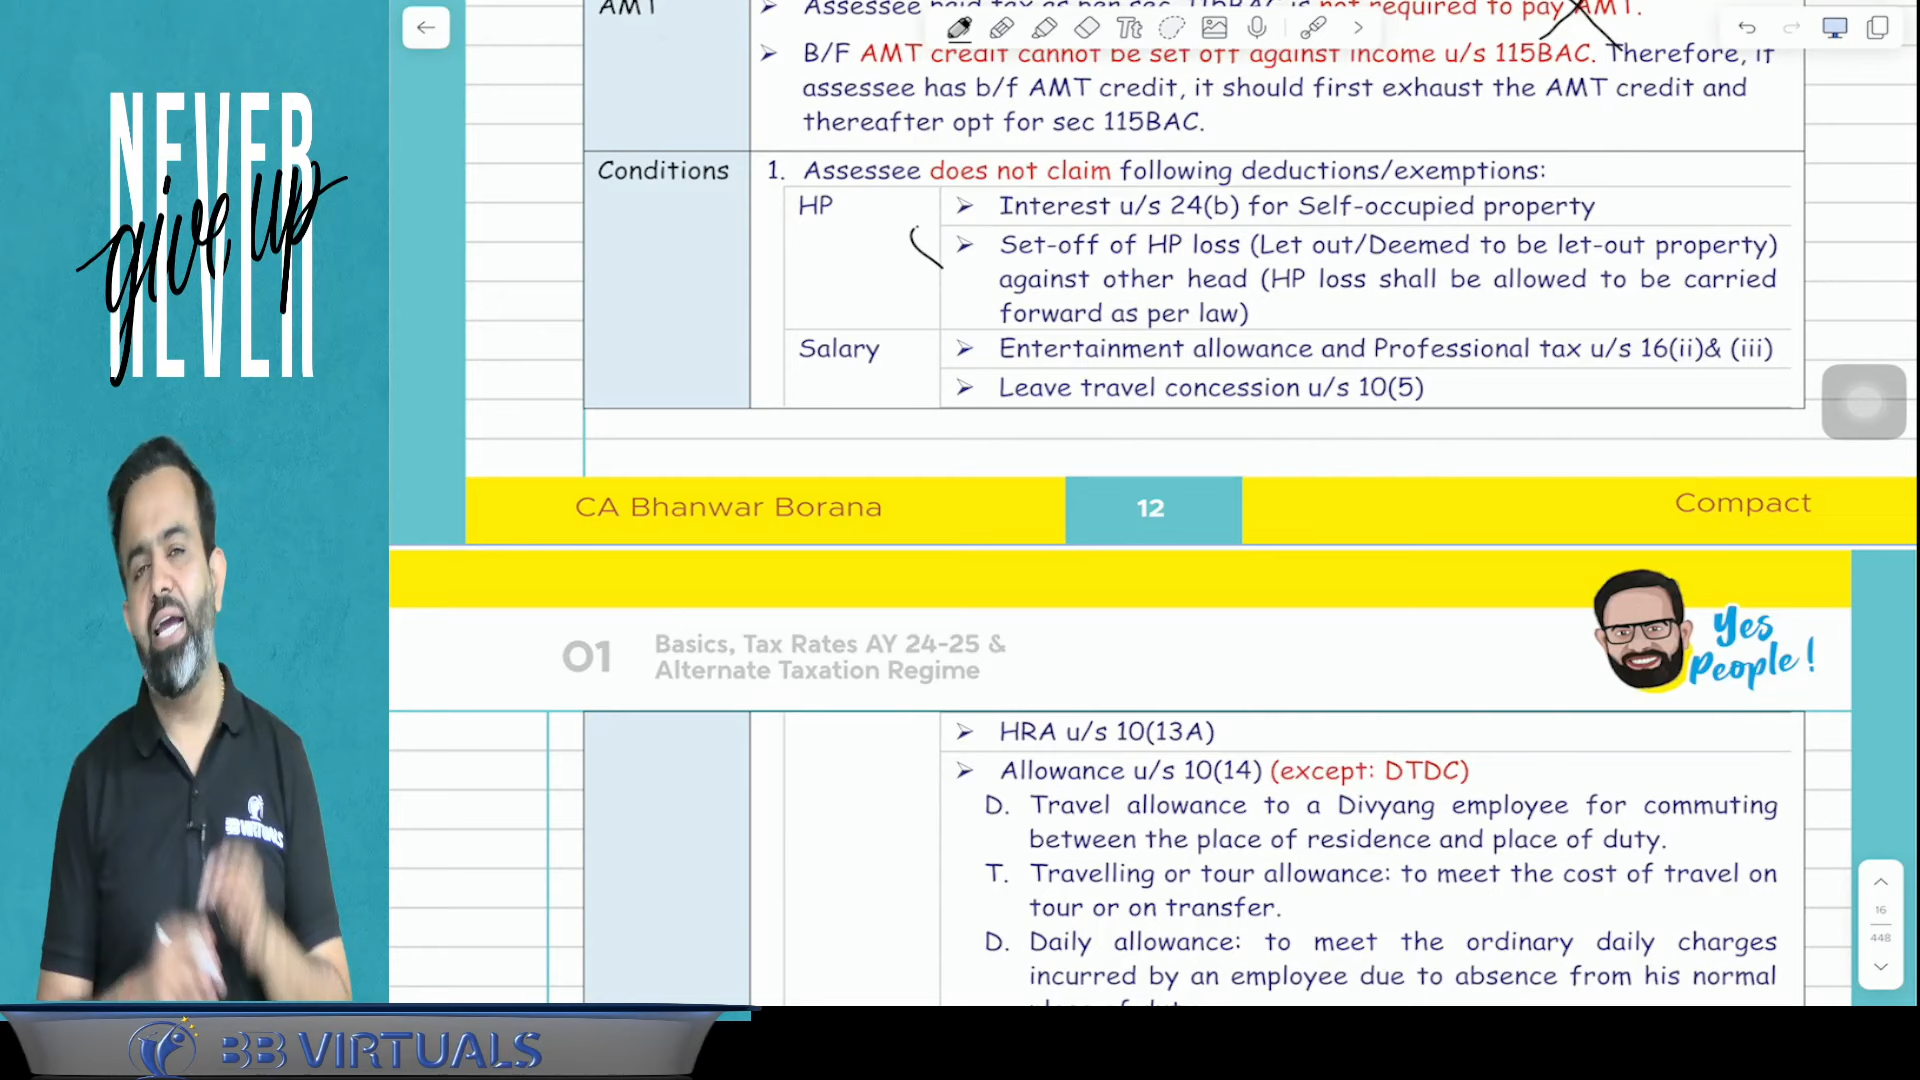 NEVER
give up
NEVER
AMT
Assessee paid tax as per sec. 115BAC is not required to pay AMT.
B/F AMT credit cannot be set off against income u/s 115BAC. Therefore, if
assessee has b/f AMT credit, it should first exhaust the AMT credit and
thereafter opt for sec 115BAC.
Conditions
1. Assessee does not claim following deductions/exemptions:
HP
➢ Interest u/s 24(b) for Self-occupied property
➢ Set-off of HP loss (Let out/Deemed to be let-out property)
against other head (HP loss shall be allowed to be carried
forward as per law)
Salary
➢ Entertainment allowance and Professional tax u/s 16(ii)& (iii)
➢ Leave travel concession u/s 10(5)
CA Bhanwar Borana
12
Compact
01
Basics, Tax Rates AY 24-25 &
Alternate Taxation Regime
Yes
People!
➢ HRA u/s 10(13A)
➢ Allowance u/s 10(14) (except: DTDC)
D. Travel allowance to a Divyang employee for commuting
between the place of residence and place of duty.
T. Travelling or tour allowance: to meet the cost of travel on
tour or on transfer.
D. Daily allowance: to meet the ordinary daily charges
incurred by an employee due to absence from his normal
16
448
BB VIRTUALS
BB VIRTUALS